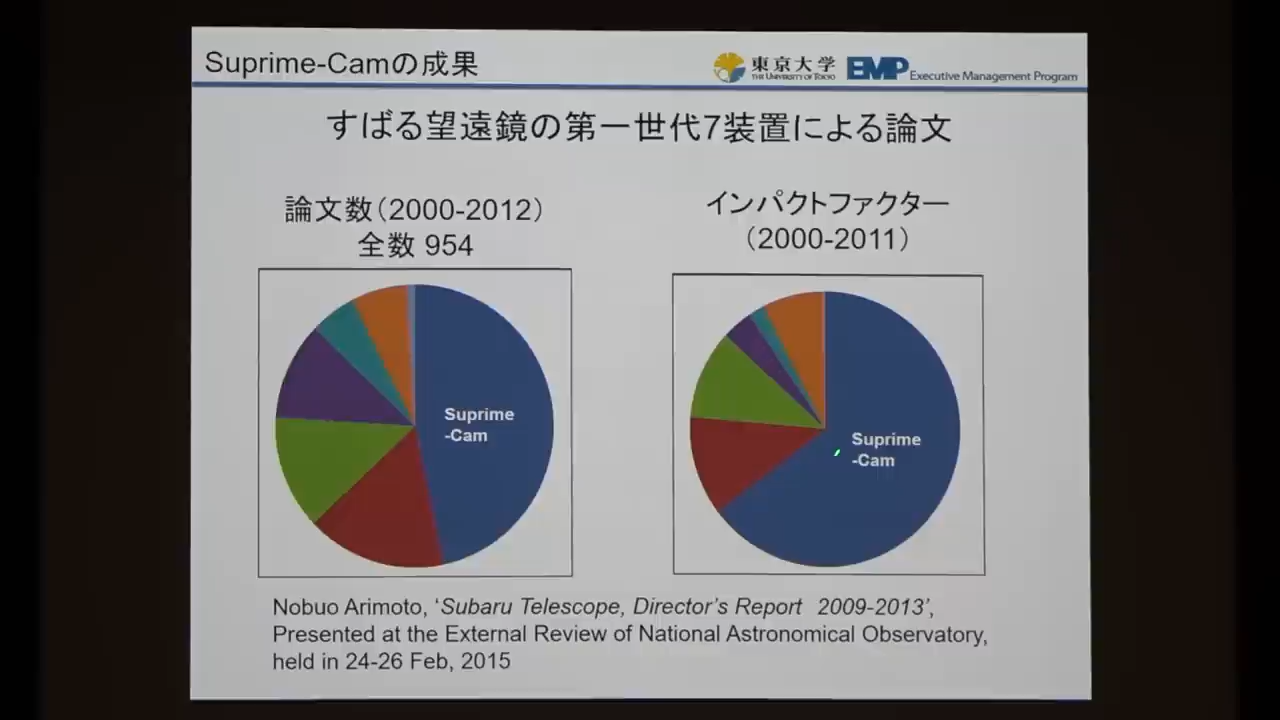 Suprime-Camの成果
東京大学
THE UNIVERSITY OF TOKYO
EMP Executive Management Program
すばる望遠鏡の第一世代7装置による論文
論文数（2000-2012）
全数 954
インパクトファクター
（2000-2011）
Suprime
-Cam
Suprime
-Cam
Nobuo Arimoto, ‘Subaru Telescope, Director’s Report 2009-2013’,
Presented at the External Review of National Astronomical Observatory,
held in 24-26 Feb, 2015